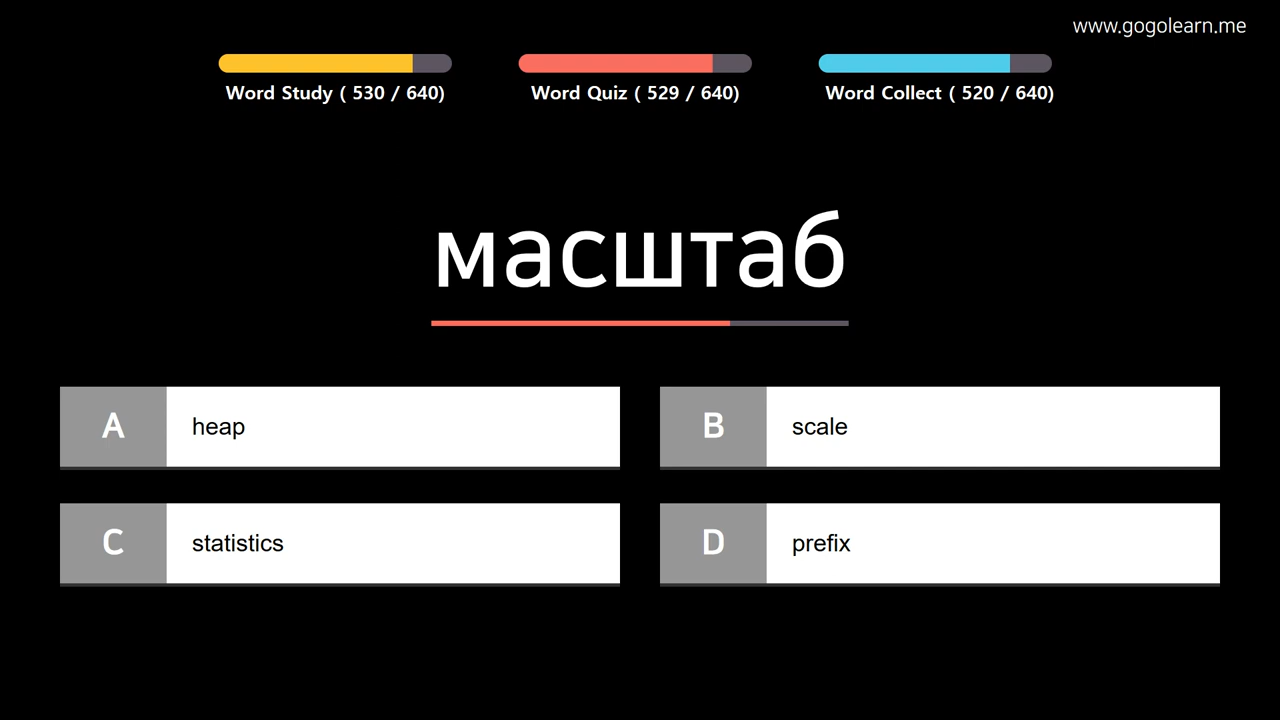 www.gogolearn.me
Word Study ( 530 / 640)
Word Quiz ( 529 / 640)
Word Collect ( 520 / 640)
масштаб
A heap
B scale
C statistics
D prefix